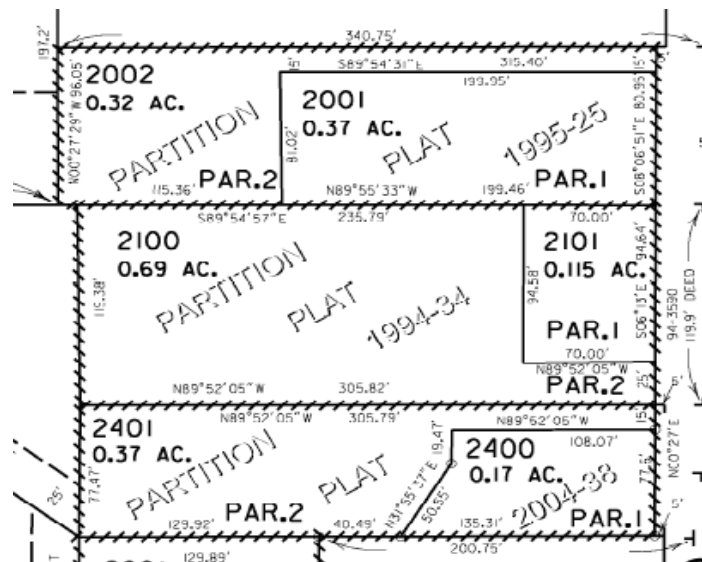 340.75'
197.2'
S89°54'31"E
315.40'
15'
15'
5'
2002
0.32 AC.
N00°27'29"W 96.05'
199.95'
2001
0.37 AC.
81.02'
S08°06'51"E 80.95'
PARTITION
PLAT
1995-25
115.36'
PAR.2
N89°55'33"W
199.46'
PAR.1
S89°54'57"E
235.79'
70.00'
2100
0.69 AC.
2101
0.115 AC.
S06°13'E 94.64'
119.38'
94.58'
PARTITION
PLAT
1994-34
94-3590
119.9' DEED
PAR.1
70.00'
N89°52'05"W
N89°52'05"W
305.82'
PAR.2
25'
5'
N89°52'05"W
305.79'
N89°52'05"W
15'
2401
0.37 AC.
19.47'
108.07'
2400
0.17 AC.
77.47'
PARTITION
PLAT
2004-38
50.55'
25'
129.92'
PAR.2
40.49'
135.31'
PAR.1
200.75'
129.89'